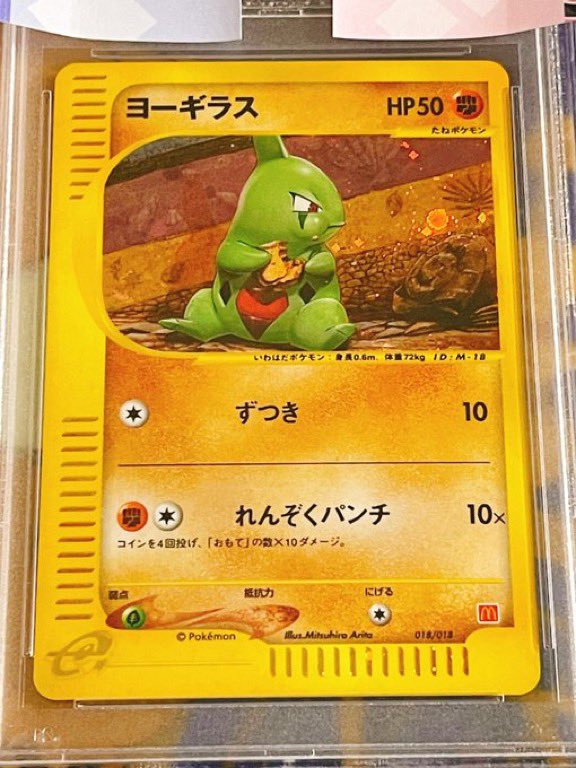 ヨーギラス HP50
たねポケモン
いわはだポケモン：身長0.6m、体重72kg ID:M-18
ずつき 10
れんぞくパンチ 10×
コインを4回投げ、「おもて」の数×10ダメージ。
弱点 抵抗力 にげる
© Pokémon Illus.Mitsuhiro Arita 018/018